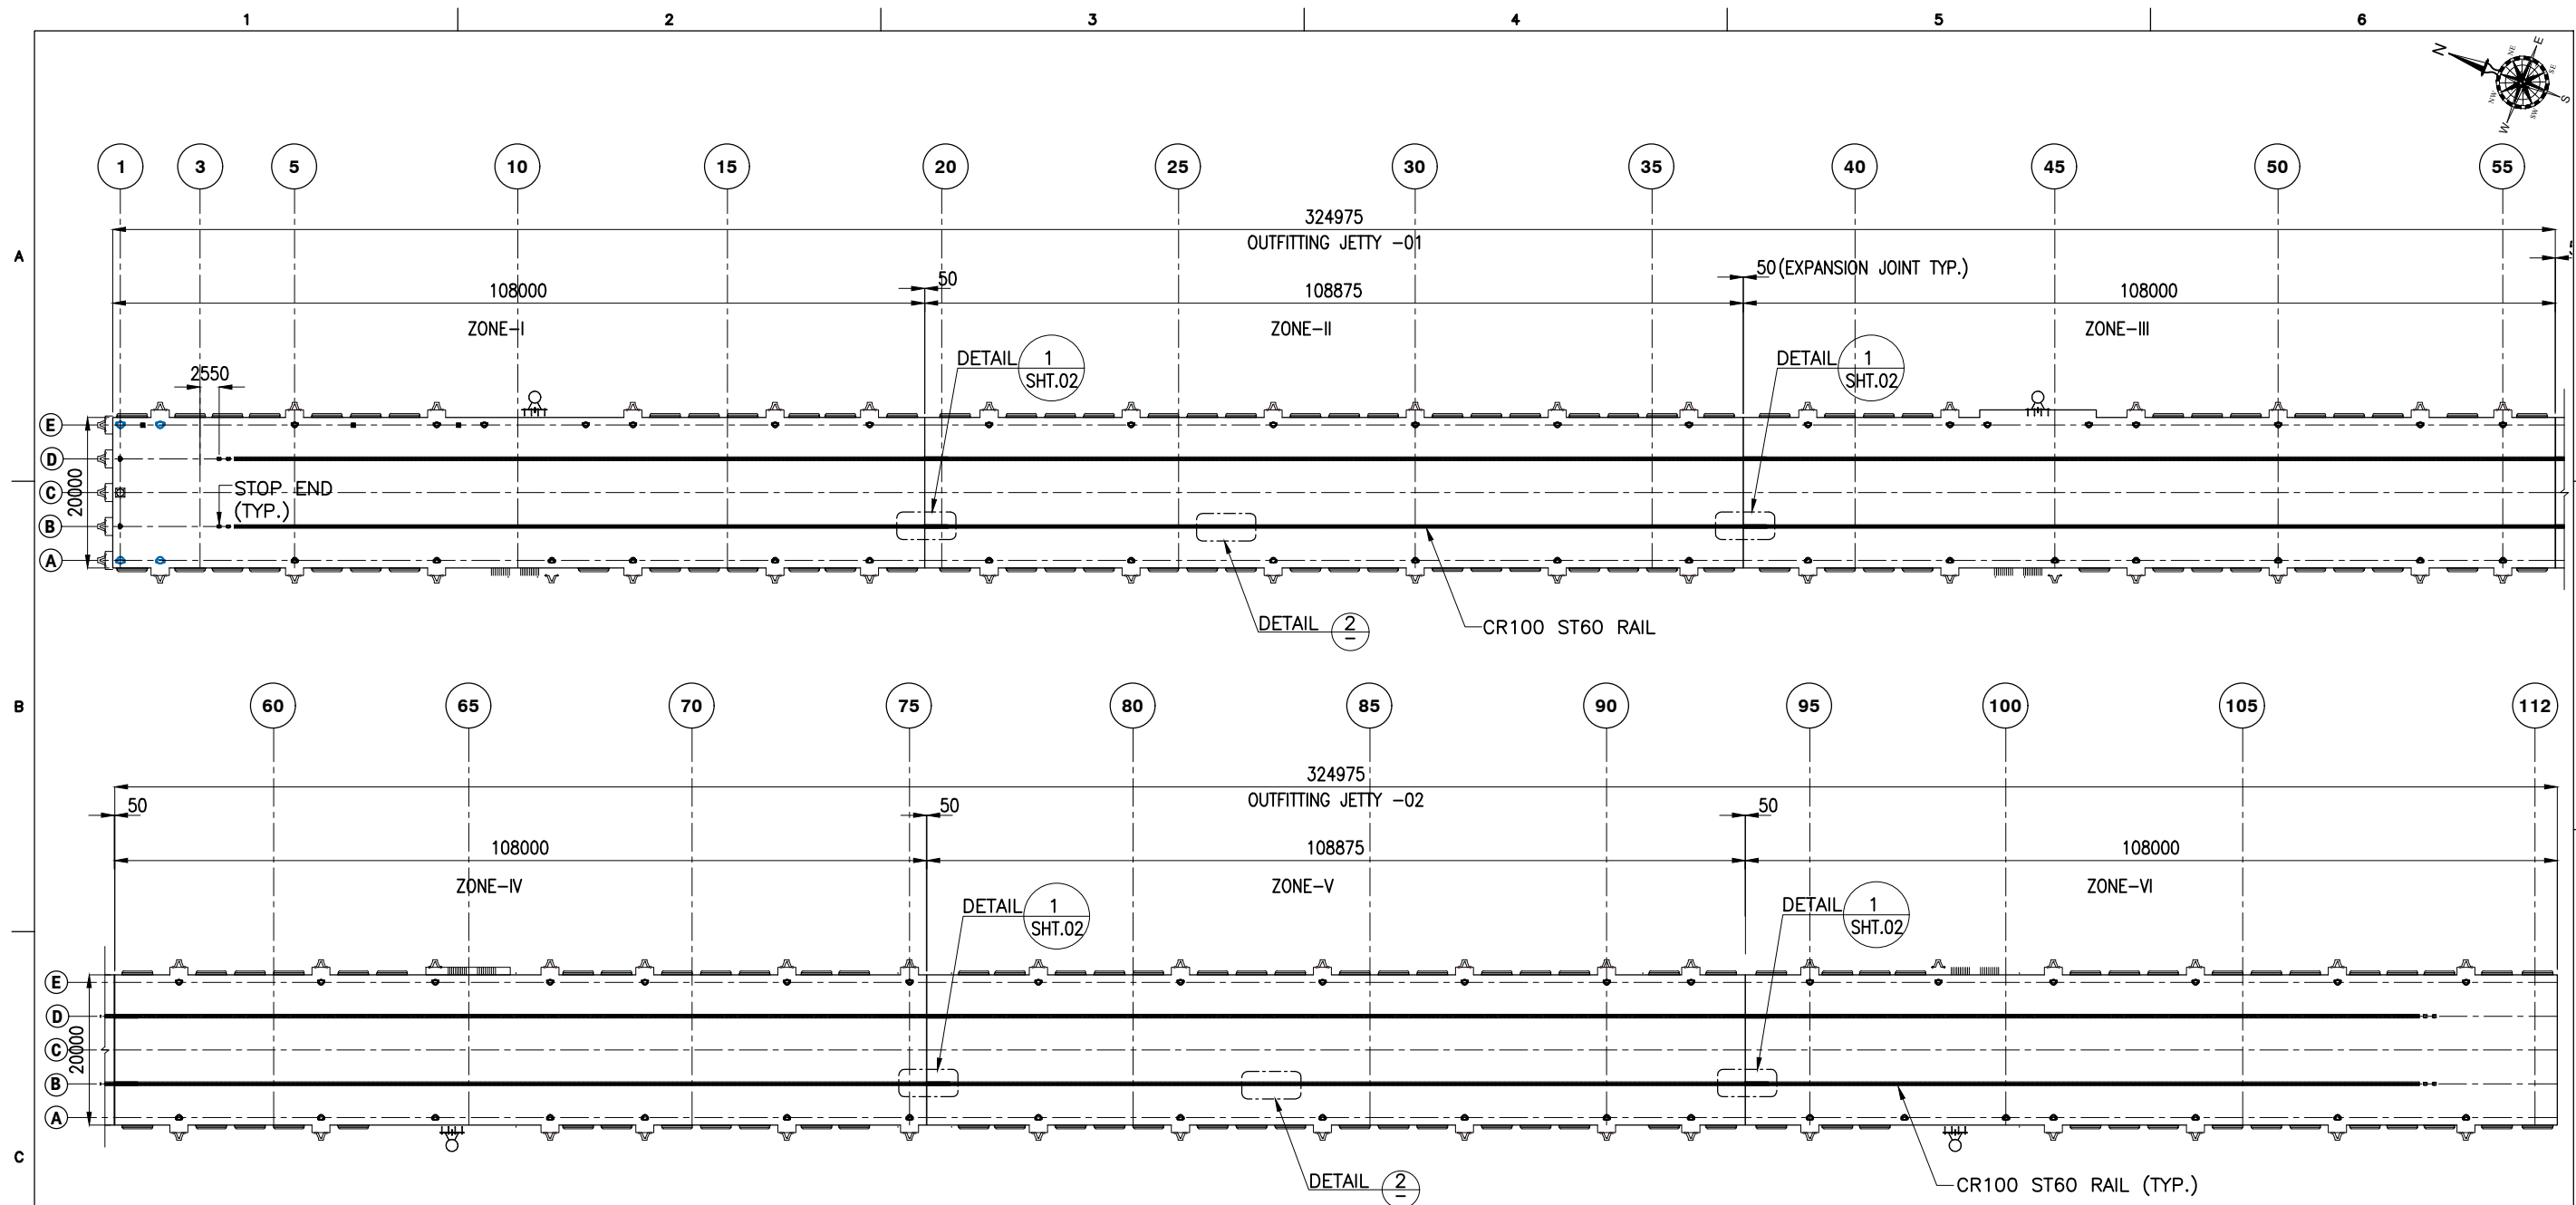 1 2 3 4 5 6
N NE E SE S SW W NW
1 3 5 10 15 20 25 30 35 40 45 50 55
324975
OUTFITTING JETTY -01
A
50
50(EXPANSION JOINT TYP.)
108000 108875 108000
ZONE-I ZONE-II ZONE-III
DETAIL 1
SHT.02
DETAIL 1
SHT.02
2550
E
D
C
B
A
20000
STOP END
(TYP.)
DETAIL 2
-
CR100 ST60 RAIL
B
60 65 70 75 80 85 90 95 100 105 112
324975
OUTFITTING JETTY -02
50 50 50
108000 108875 108000
ZONE-IV ZONE-V ZONE-VI
DETAIL 1
SHT.02
DETAIL 1
SHT.02
E
D
C
B
A
20000
C
DETAIL 2
-
CR100 ST60 RAIL (TYP.)